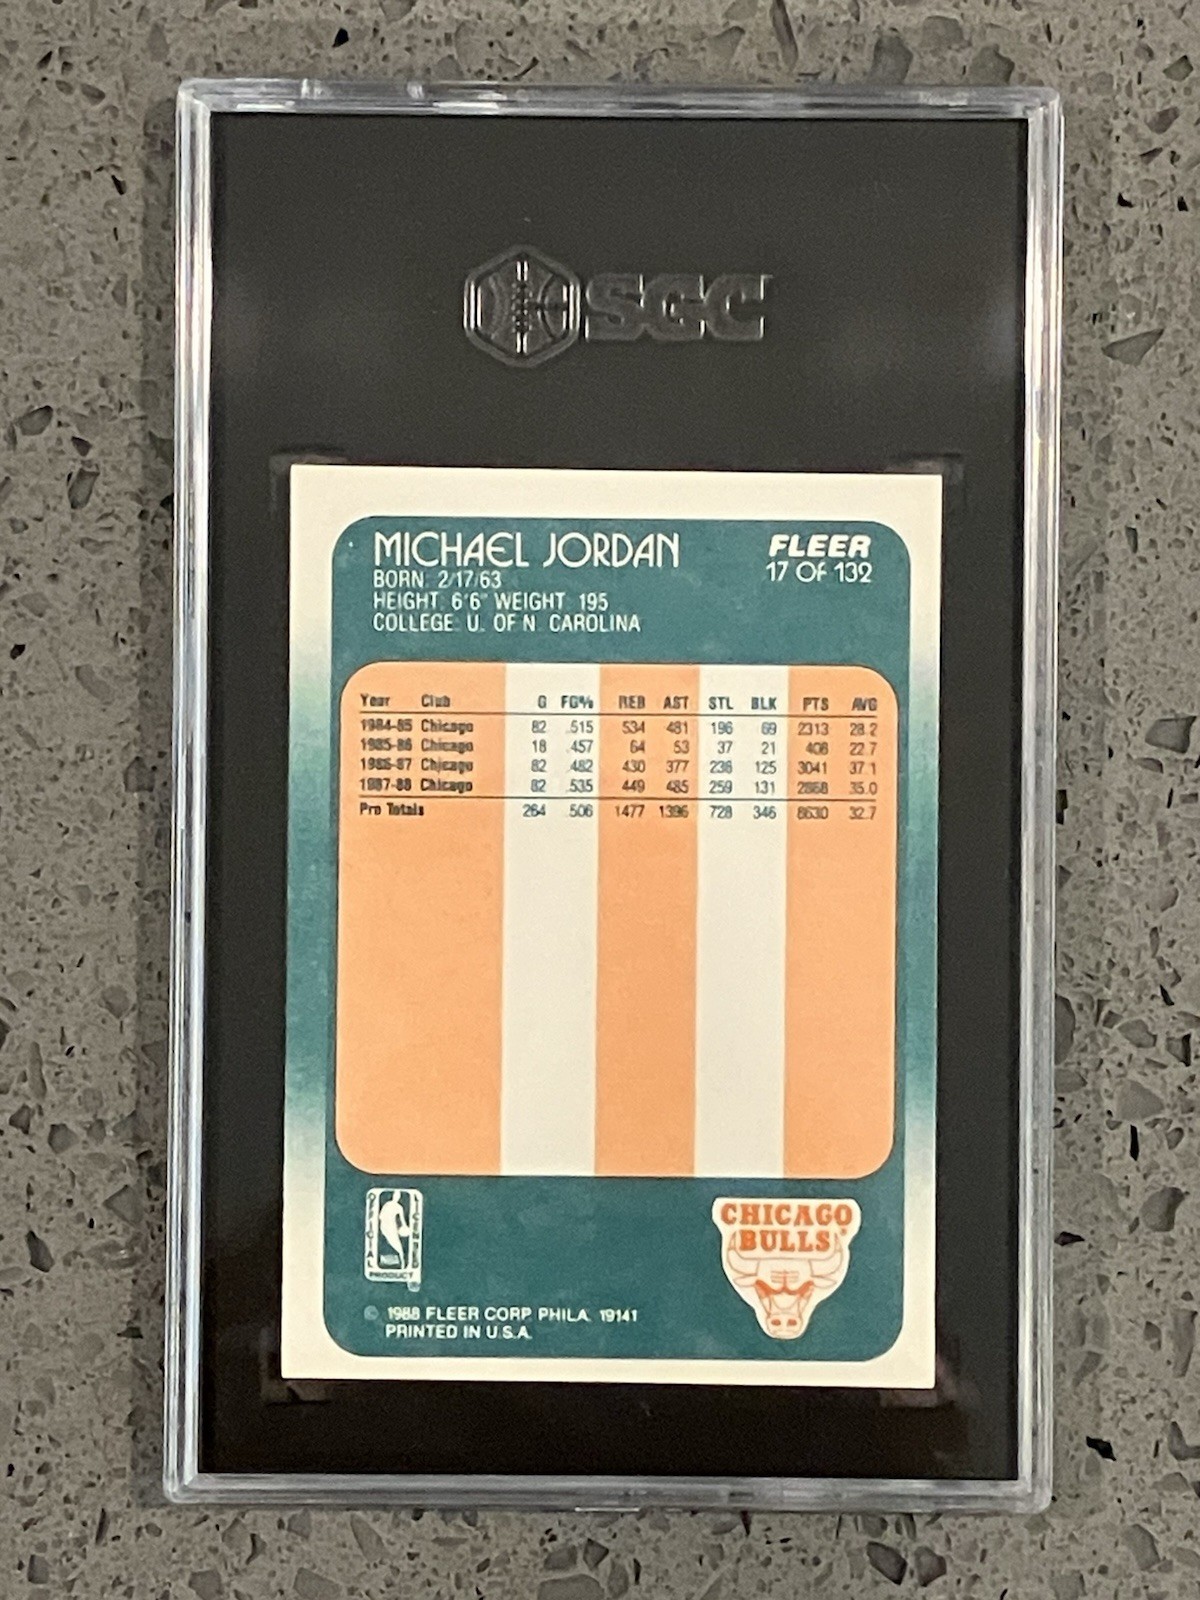 SGC
MICHAEL JORDAN
FLEER
17 OF 132
BORN: 2/17/63
HEIGHT: 6'6" WEIGHT: 195
COLLEGE: U. OF N. CAROLINA
Year Club G FG% REB AST STL BLK PTS AVG
1984-85 Chicago 82 .515 534 481 196 69 2313 28.2
1985-86 Chicago 18 .457 64 53 37 21 408 22.7
1986-87 Chicago 82 .482 430 377 236 125 3041 37.1
1987-88 Chicago 82 .535 449 485 259 131 2868 35.0
Pro Totals 264 .506 1477 1396 728 346 8630 32.7
OFFICIAL
LICENSED
NBA
PRODUCT
®
CHICAGO
BULLS®
© 1988 FLEER CORP. PHILA. 19141
PRINTED IN U.S.A.